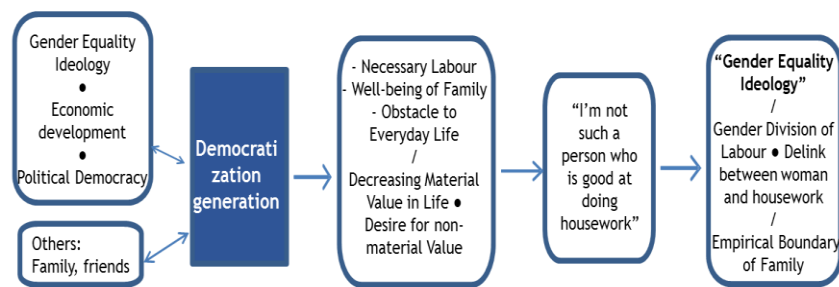 Gender Equality
Ideology
●
Economic
development
●
Political Democracy
Others:
Family, friends
Democrati
zation
generation
- Necessary Labour
- Well-being of Family
- Obstacle to
Everyday Life
/
Decreasing Material
Value in Life ●
Desire for non-
material Value
“I’m not
such a
person who
is good at
doing
housework”
“Gender Equality
Ideology”
/
Gender Division of
Labour ● Delink
between woman
and housework
/
Empirical Boundary
of Family